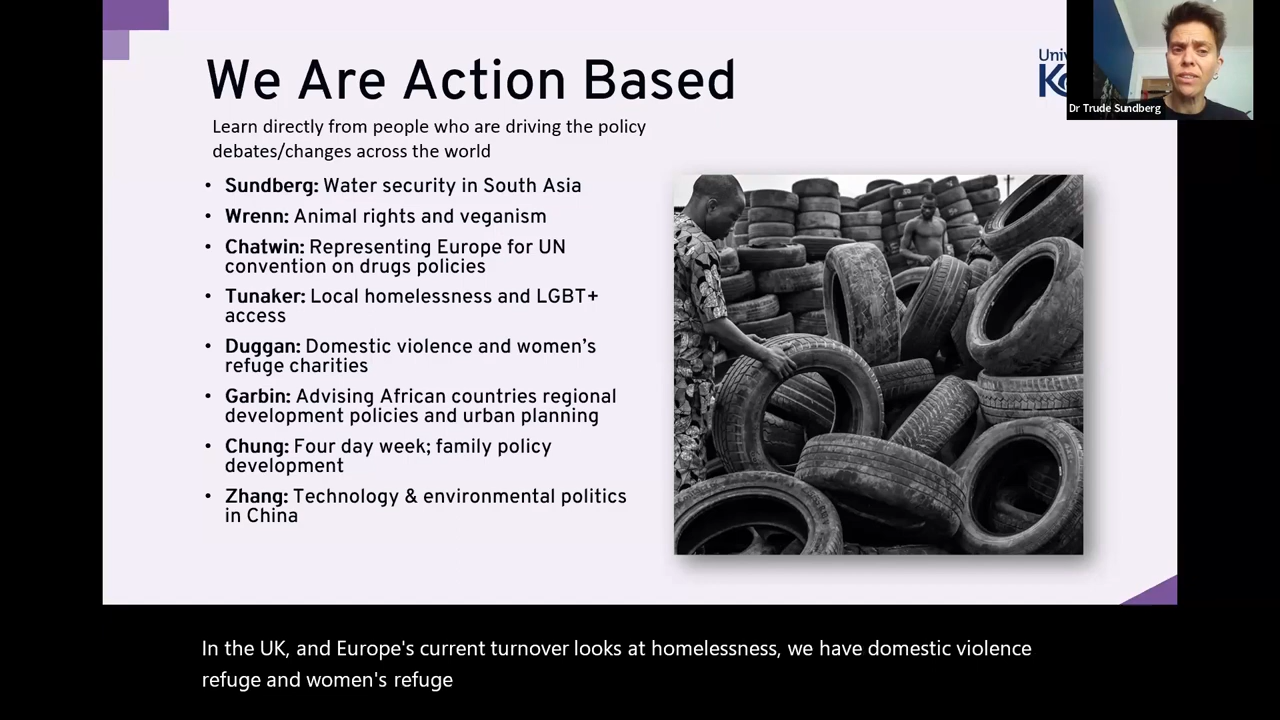 We Are Action Based
Learn directly from people who are driving the policy
debates/changes across the world
• Sundberg: Water security in South Asia
• Wrenn: Animal rights and veganism
• Chatwin: Representing Europe for UN
convention on drugs policies
• Tunaker: Local homelessness and LGBT+
access
• Duggan: Domestic violence and women’s
refuge charities
• Garbin: Advising African countries regional
development policies and urban planning
• Chung: Four day week; family policy
development
• Zhang: Technology & environmental politics
in China
Dr Trude Sundberg
In the UK, and Europe's current turnover looks at homelessness, we have domestic violence
refuge and women's refuge